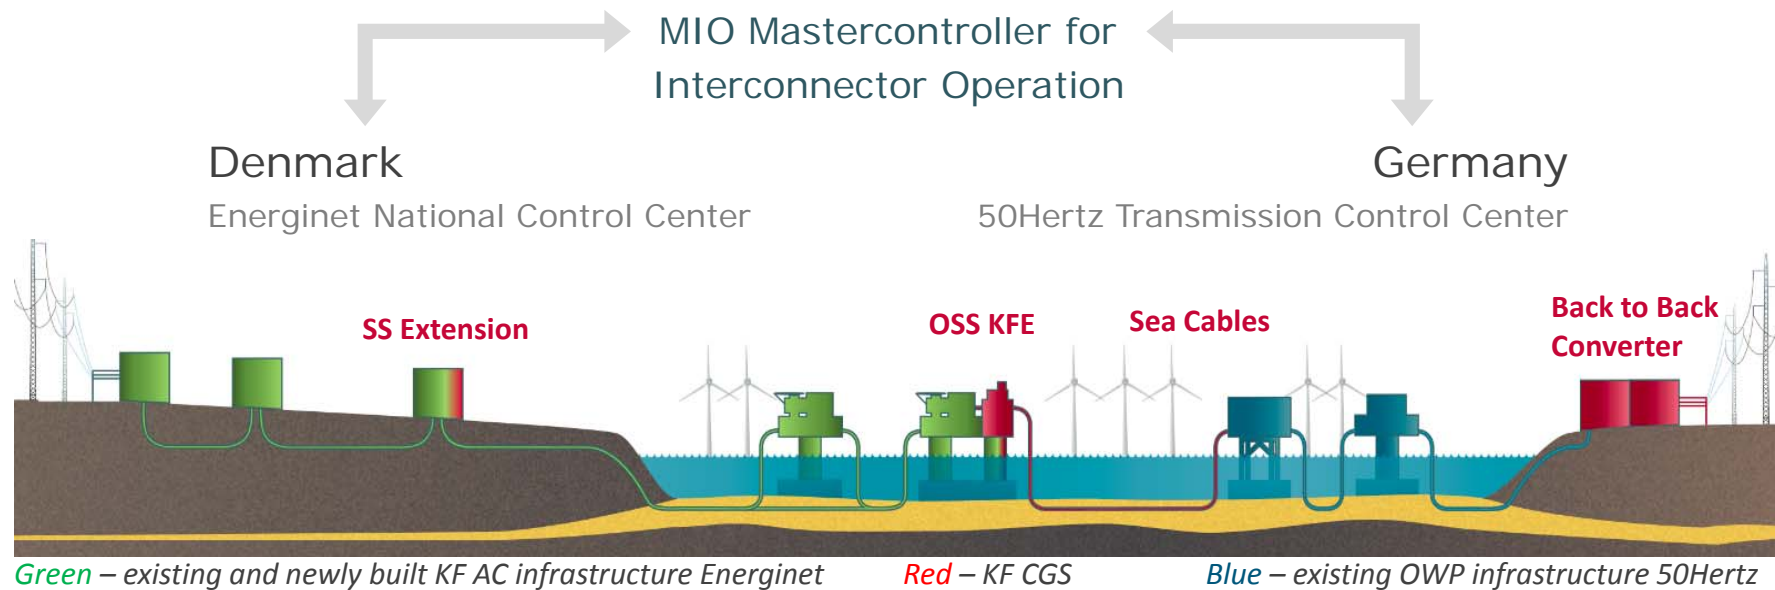 MIO Mastercontroller for
Interconnector Operation
Denmark
Energinet National Control Center
Germany
50Hertz Transmission Control Center
SS Extension
OSS KFE
Sea Cables
Back to Back
Converter
Green – existing and newly built KF AC infrastructure Energinet
Red – KF CGS
Blue – existing OWP infrastructure 50Hertz